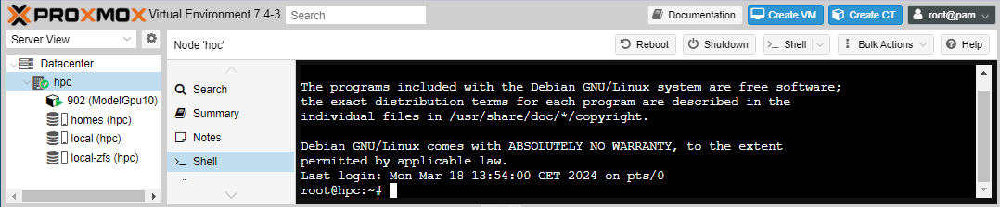 PROXMOX Virtual Environment 7.4-3 Search Documentation Create VM Create CT root@pam
Server View
Node 'hpc' Reboot Shutdown Shell Bulk Actions Help
Datacenter
hpc
902 (ModelGpu10)
homes (hpc)
local (hpc)
local-zfs (hpc)
Search
Summary
Notes
>_ Shell
The programs included with the Debian GNU/Linux system are free software;
the exact distribution terms for each program are described in the
individual files in /usr/share/doc/*/copyright.
Debian GNU/Linux comes with ABSOLUTELY NO WARRANTY, to the extent
permitted by applicable law.
Last login: Mon Mar 18 13:54:00 CET 2024 on pts/0
root@hpc:~#